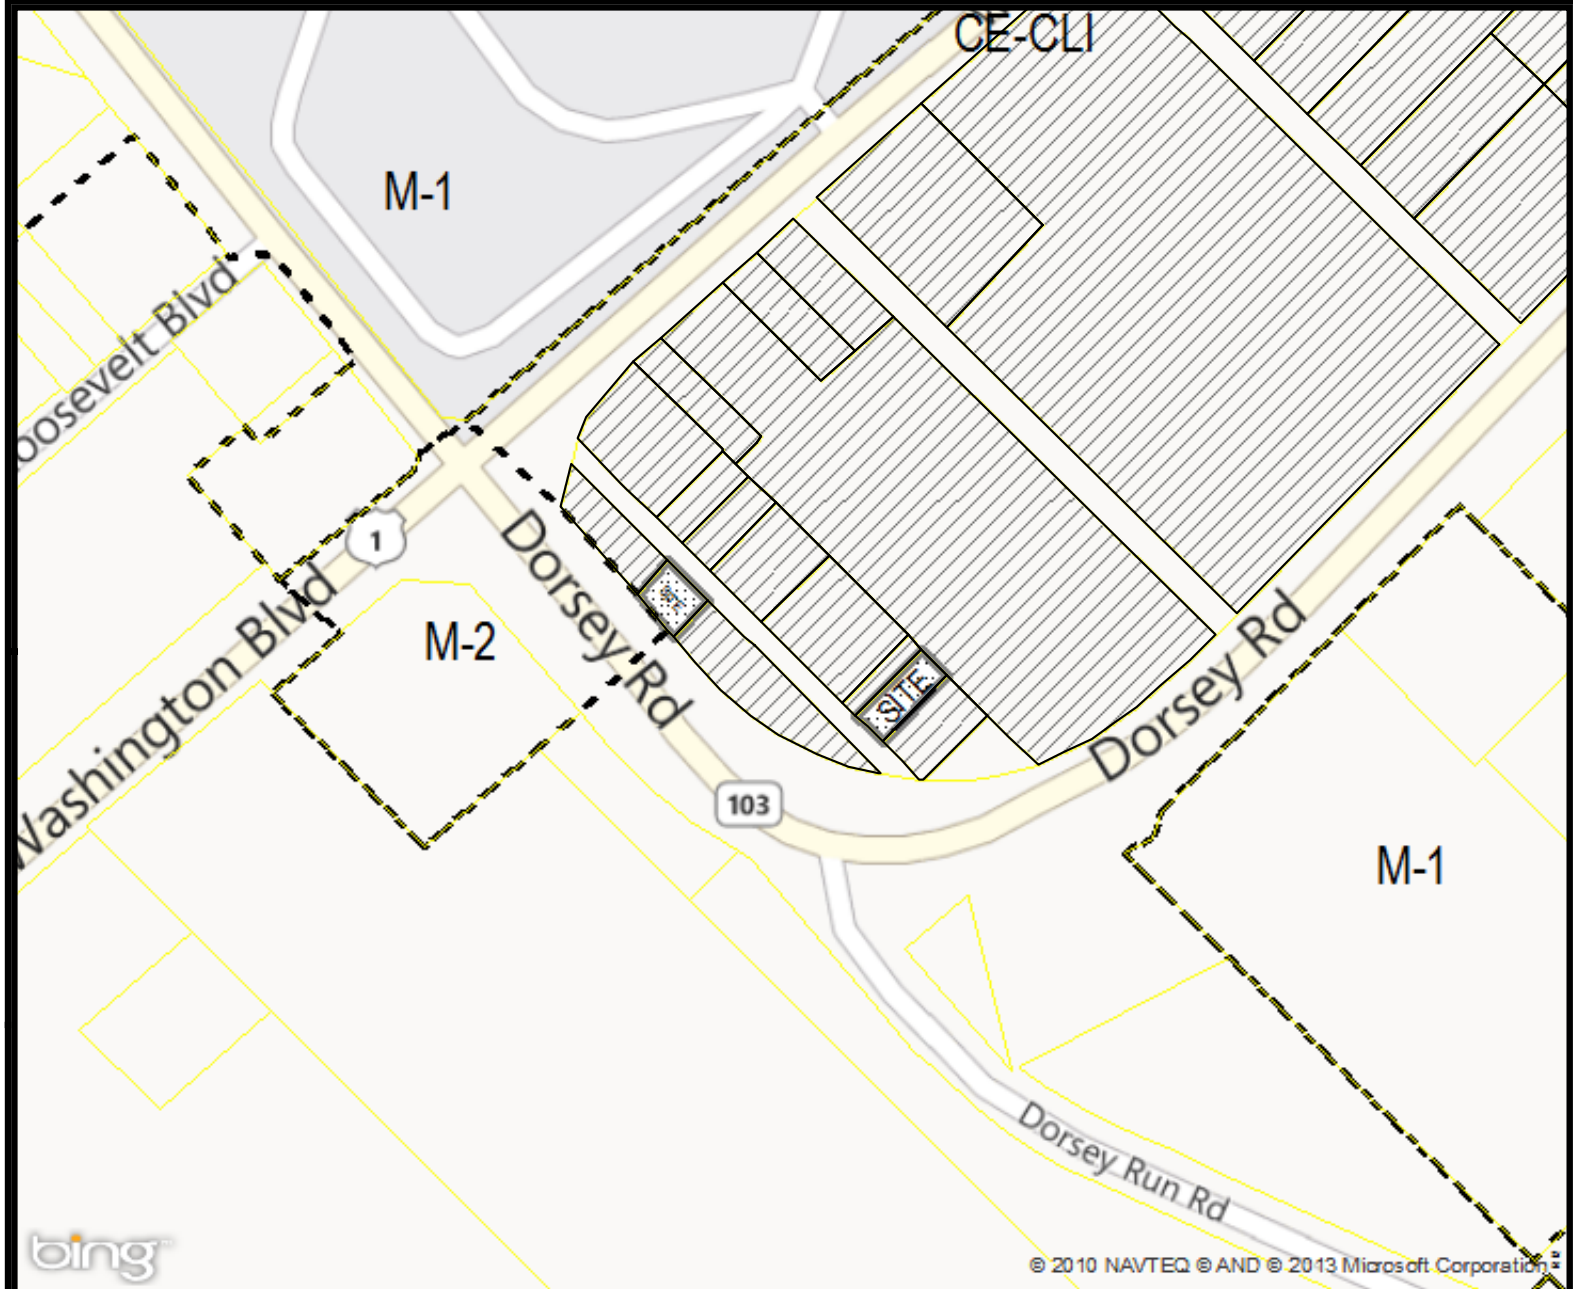 CE-CLI
M-1
Roosevelt Blvd
1
Washington Blvd
Dorsey Rd
M-2
SITE
SITE
Dorsey Rd
103
M-1
Dorsey Run Rd
bing
© 2010 NAVTEQ © AND © 2013 Microsoft Corporation